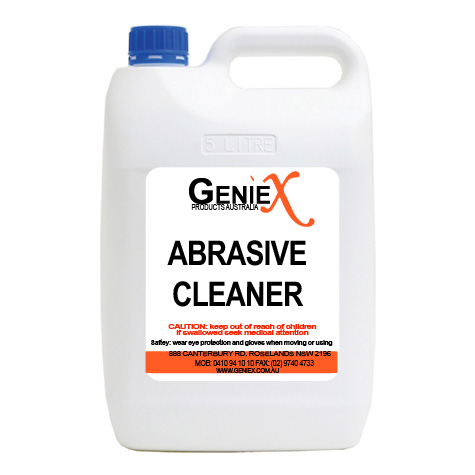 5 LITRE
GENIE X
PRODUCTS AUSTRALIA
ABRASIVE
CLEANER
CAUTION: keep out of reach of children
if swallowed seek medical attention
Saftey: wear eye protection and gloves when moving or using
888 CANTERBURY RD. ROSELANDS NSW 2196
MOB: 0410 94 10 10 FAX: (02) 9740 4733
WWW.GENIEX.COM.AU